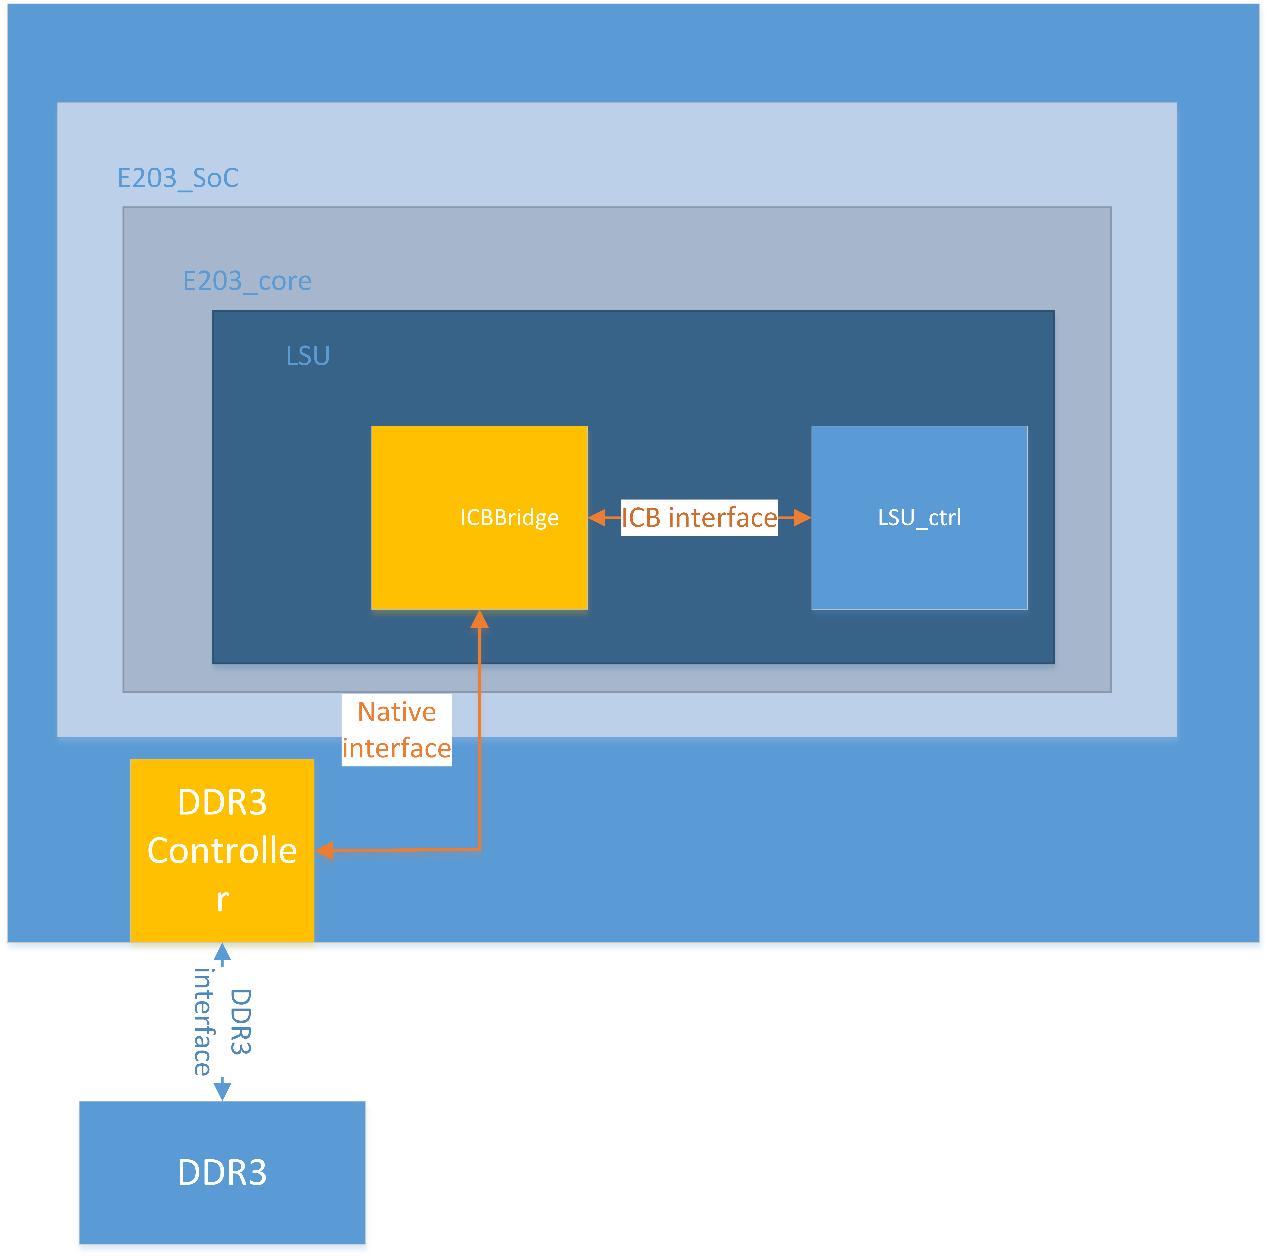 E203_SoC
E203_core
LSU
ICBBridge
ICB interface
LSU_ctrl
Native
interface
DDR3
Controlle
r
DDR3
interface
DDR3